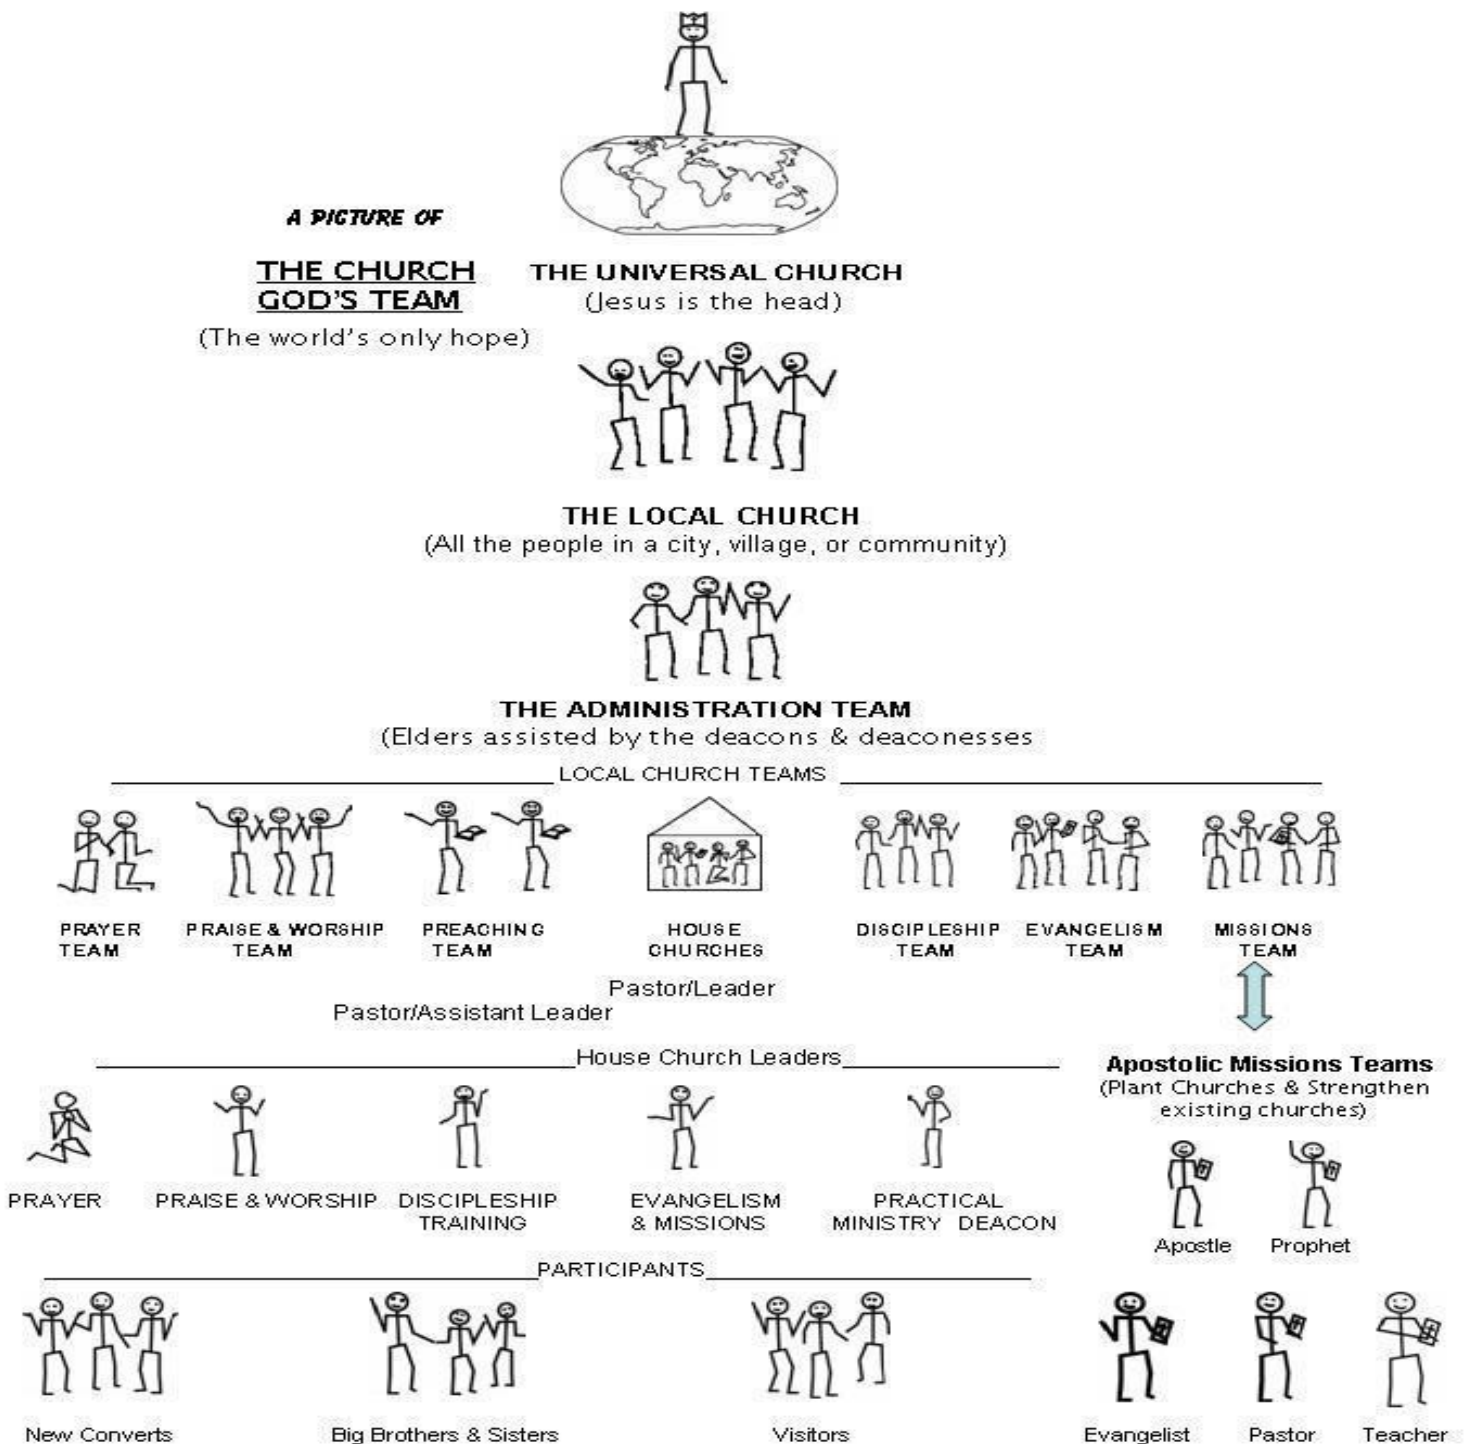 A PICTURE OF
THE CHURCH
GOD'S TEAM
(The world's only hope)
THE UNIVERSAL CHURCH
(Jesus is the head)
THE LOCAL CHURCH
(All the people in a city, village, or community)
THE ADMINISTRATION TEAM
(Elders assisted by the deacons & deaconesses
LOCAL CHURCH TEAMS
PRAYER
TEAM
PRAISE & WORSHIP
TEAM
PREACHING
TEAM
HOUSE
CHURCHES
DISCIPLESHIP
TEAM
EVANGELISM
TEAM
MISSIONS
TEAM
Pastor/Leader
Pastor/Assistant Leader
House Church Leaders
PRAYER
PRAISE & WORSHIP
DISCIPLESHIP
TRAINING
EVANGELISM
& MISSIONS
PRACTICAL
MINISTRY DEACON
Apostolic Missions Teams
(Plant Churches & Strengthen
existing churches)
Apostle
Prophet
PARTICIPANTS
New Converts
Big Brothers & Sisters
Visitors
Evangelist
Pastor
Teacher